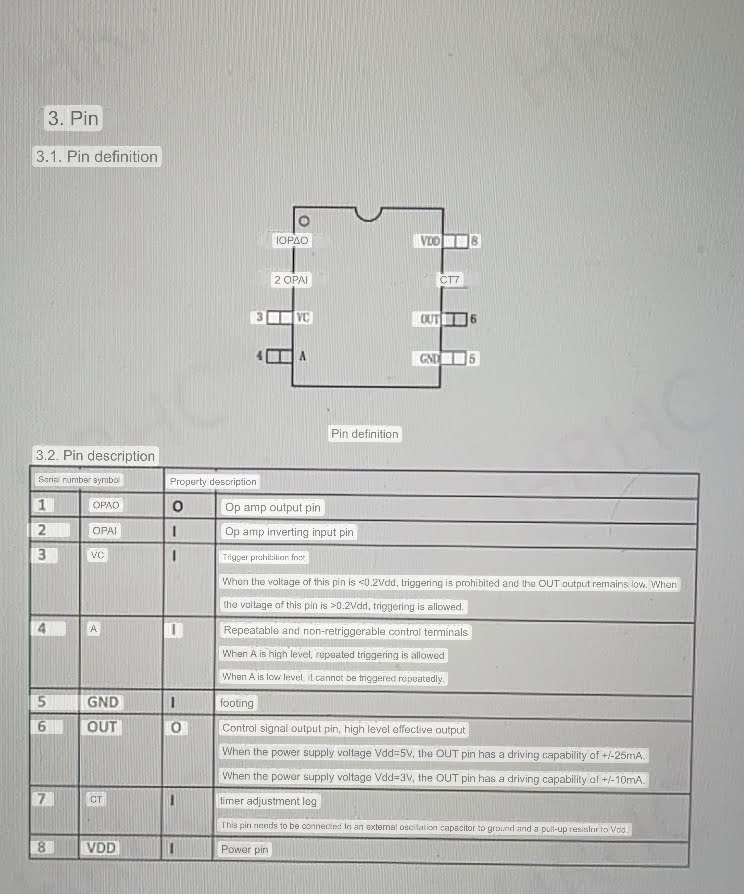 3. Pin
3.1. Pin definition
IOPΔO
VDD 8
2 OPAI
CT7
3 VC
OUT 6
4 A
GND 5
Pin definition
3.2. Pin description
Serial number symbol Property description
1 OPAO O Op amp output pin
2 OPAI I Op amp inverting input pin
3 VC I Trigger prohibition foot
When the voltage of this pin is <0.2Vdd, triggering is prohibited and the OUT output remains low. When
the voltage of this pin is >0.2Vdd, triggering is allowed.
4 A I Repeatable and non-retriggerable control terminals
When A is high level, repeated triggering is allowed
When A is low level, it cannot be triggered repeatedly.
5 GND I footing
6 OUT O Control signal output pin, high level effective output
When the power supply voltage Vdd=5V, the OUT pin has a driving capability of +/-25mA.
When the power supply voltage Vdd=3V, the OUT pin has a driving capability of +/-10mA.
7 CT I timer adjustment leg
This pin needs to be connected to an external oscillation capacitor to ground and a pull-up resistor to Vdd.
8 VDD I Power pin